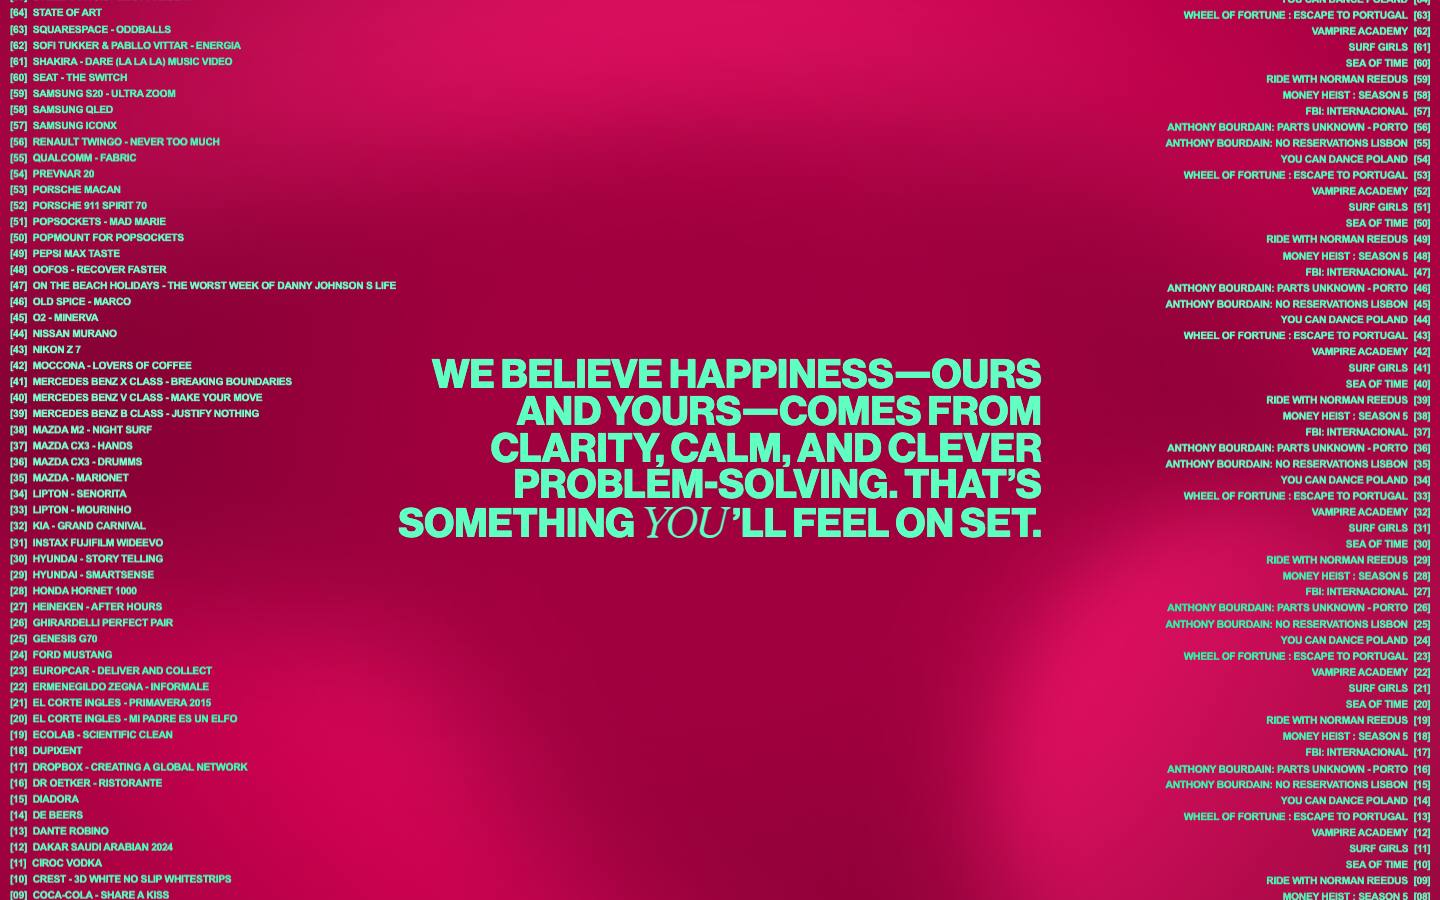 [64] STATE OF ART
[63] SQUARESPACE - ODDBALLS
[62] SOFI TUKKER & PABLLO VITTAR - ENERGIA
[61] SHAKIRA - DARE (LA LA LA) MUSIC VIDEO
[60] SEAT - THE SWITCH
[59] SAMSUNG S20 - ULTRA ZOOM
[58] SAMSUNG QLED
[57] SAMSUNG ICONX
[56] RENAULT TWINGO - NEVER TOO MUCH
[55] QUALCOMM - FABRIC
[54] PREVNAR 20
[53] PORSCHE MACAN
[52] PORSCHE 911 SPIRIT 70
[51] POPSOCKETS - MAD MARIE
[50] POPMOUNT FOR POPSOCKETS
[49] PEPSI MAX TASTE
[48] OOFOS - RECOVER FASTER
[47] ON THE BEACH HOLIDAYS - THE WORST WEEK OF DANNY JOHNSON S LIFE
[46] OLD SPICE - MARCO
[45] O2 - MINERVA
[44] NISSAN MURANO
[43] NIKON Z 7
[42] MOCCONA - LOVERS OF COFFEE
[41] MERCEDES BENZ X CLASS - BREAKING BOUNDARIES
[40] MERCEDES BENZ V CLASS - MAKE YOUR MOVE
[39] MERCEDES BENZ B CLASS - JUSTIFY NOTHING
[38] MAZDA M2 - NIGHT SURF
[37] MAZDA CX3 - HANDS
[36] MAZDA CX3 - DRUMMS
[35] MAZDA - MARIONET
[34] LIPTON - SENORITA
[33] LIPTON - MOURINHO
[32] KIA - GRAND CARNIVAL
[31] INSTAX FUJIFILM WIDEEVO
[30] HYUNDAI - STORY TELLING
[29] HYUNDAI - SMARTSENSE
[28] HONDA HORNET 1000
[27] HEINEKEN - AFTER HOURS
[26] GHIRARDELLI PERFECT PAIR
[25] GENESIS G70
[24] FORD MUSTANG
[23] EUROPCAR - DELIVER AND COLLECT
[22] ERMENEGILDO ZEGNA - INFORMALE
[21] EL CORTE INGLES - PRIMAVERA 2015
[20] EL CORTE INGLES - MI PADRE ES UN ELFO
[19] ECOLAB - SCIENTIFIC CLEAN
[18] DUPIXENT
[17] DROPBOX - CREATING A GLOBAL NETWORK
[16] DR OETKER - RISTORANTE
[15] DIADORA
[14] DE BEERS
[13] DANTE ROBINO
[12] DAKAR SAUDI ARABIAN 2024
[11] CIROC VODKA
[10] CREST - 3D WHITE NO SLIP WHITESTRIPS
[09] COCA-COLA - SHARE A KISS
WE BELIEVE HAPPINESS—OURS
AND YOURS—COMES FROM
CLARITY, CALM, AND CLEVER
PROBLEM-SOLVING. THAT’S
SOMETHING YOU’LL FEEL ON SET.
YOU CAN DANCE POLAND [64]
WHEEL OF FORTUNE : ESCAPE TO PORTUGAL [63]
VAMPIRE ACADEMY [62]
SURF GIRLS [61]
SEA OF TIME [60]
RIDE WITH NORMAN REEDUS [59]
MONEY HEIST : SEASON 5 [58]
FBI: INTERNACIONAL [57]
ANTHONY BOURDAIN: PARTS UNKNOWN - PORTO [56]
ANTHONY BOURDAIN: NO RESERVATIONS LISBON [55]
YOU CAN DANCE POLAND [54]
WHEEL OF FORTUNE : ESCAPE TO PORTUGAL [53]
VAMPIRE ACADEMY [52]
SURF GIRLS [51]
SEA OF TIME [50]
RIDE WITH NORMAN REEDUS [49]
MONEY HEIST : SEASON 5 [48]
FBI: INTERNACIONAL [47]
ANTHONY BOURDAIN: PARTS UNKNOWN - PORTO [46]
ANTHONY BOURDAIN: NO RESERVATIONS LISBON [45]
YOU CAN DANCE POLAND [44]
WHEEL OF FORTUNE : ESCAPE TO PORTUGAL [43]
VAMPIRE ACADEMY [42]
SURF GIRLS [41]
SEA OF TIME [40]
RIDE WITH NORMAN REEDUS [39]
MONEY HEIST : SEASON 5 [38]
FBI: INTERNACIONAL [37]
ANTHONY BOURDAIN: PARTS UNKNOWN - PORTO [36]
ANTHONY BOURDAIN: NO RESERVATIONS LISBON [35]
YOU CAN DANCE POLAND [34]
WHEEL OF FORTUNE : ESCAPE TO PORTUGAL [33]
VAMPIRE ACADEMY [32]
SURF GIRLS [31]
SEA OF TIME [30]
RIDE WITH NORMAN REEDUS [29]
MONEY HEIST : SEASON 5 [28]
FBI: INTERNACIONAL [27]
ANTHONY BOURDAIN: PARTS UNKNOWN - PORTO [26]
ANTHONY BOURDAIN: NO RESERVATIONS LISBON [25]
YOU CAN DANCE POLAND [24]
WHEEL OF FORTUNE : ESCAPE TO PORTUGAL [23]
VAMPIRE ACADEMY [22]
SURF GIRLS [21]
SEA OF TIME [20]
RIDE WITH NORMAN REEDUS [19]
MONEY HEIST : SEASON 5 [18]
FBI: INTERNACIONAL [17]
ANTHONY BOURDAIN: PARTS UNKNOWN - PORTO [16]
ANTHONY BOURDAIN: NO RESERVATIONS LISBON [15]
YOU CAN DANCE POLAND [14]
WHEEL OF FORTUNE : ESCAPE TO PORTUGAL [13]
VAMPIRE ACADEMY [12]
SURF GIRLS [11]
SEA OF TIME [10]
RIDE WITH NORMAN REEDUS [09]
MONEY HEIST : SEASON 5 [08]